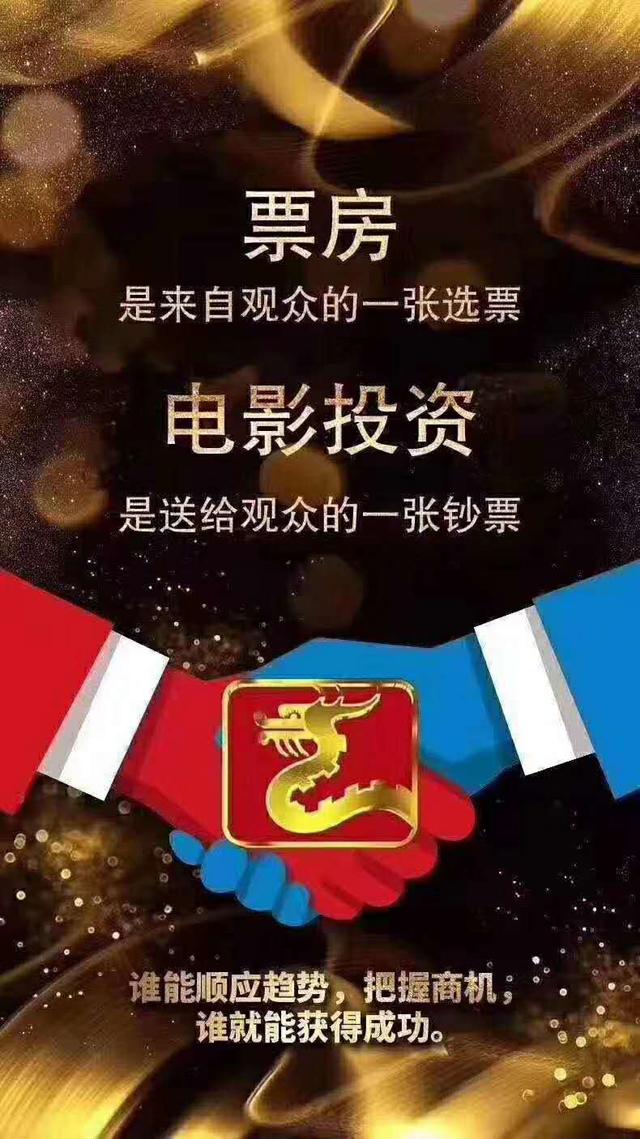 票房
是来自观众的一张选票
电影投资
是送给观众的一张钞票
谁能顺应趋势，把握商机，
谁就能获得成功。